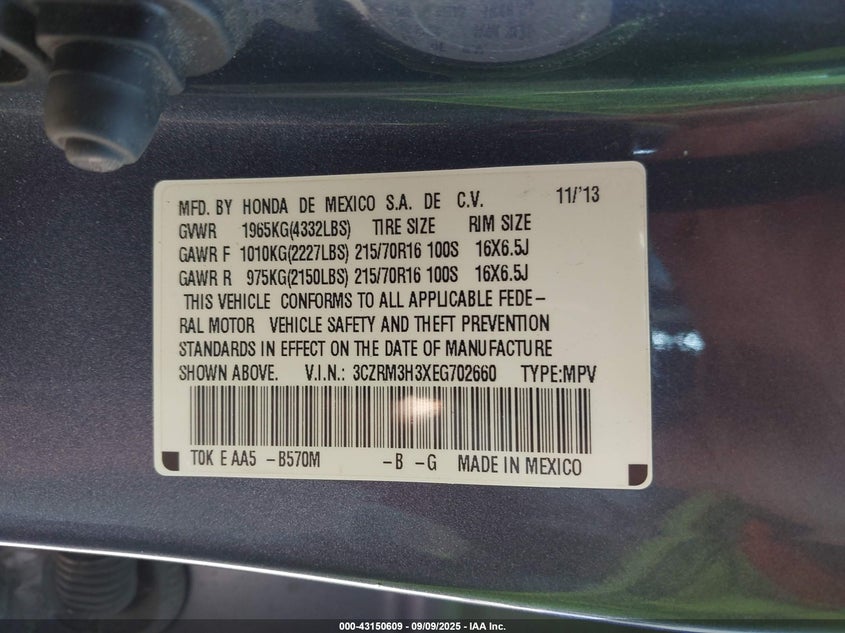 MFD. BY HONDA DE MEXICO S.A. DE C.V. 11/'13
GVWR 1965KG(4332LBS) TIRE SIZE RIM SIZE
GAWR F 1010KG(2227LBS) 215/70R16 100S 16X6.5J
GAWR R 975KG(2150LBS) 215/70R16 100S 16X6.5J
THIS VEHICLE CONFORMS TO ALL APPLICABLE FEDE–
RAL MOTOR VEHICLE SAFETY AND THEFT PREVENTION
STANDARDS IN EFFECT ON THE DATE OF MANUFACTURE
SHOWN ABOVE. V.I.N.: 3CZRM3H3XEG702660 TYPE:MPV
TOK E AA5 –B570M –B –G MADE IN MEXICO
000-43150609 - 09/09/2025 - IAA Inc.